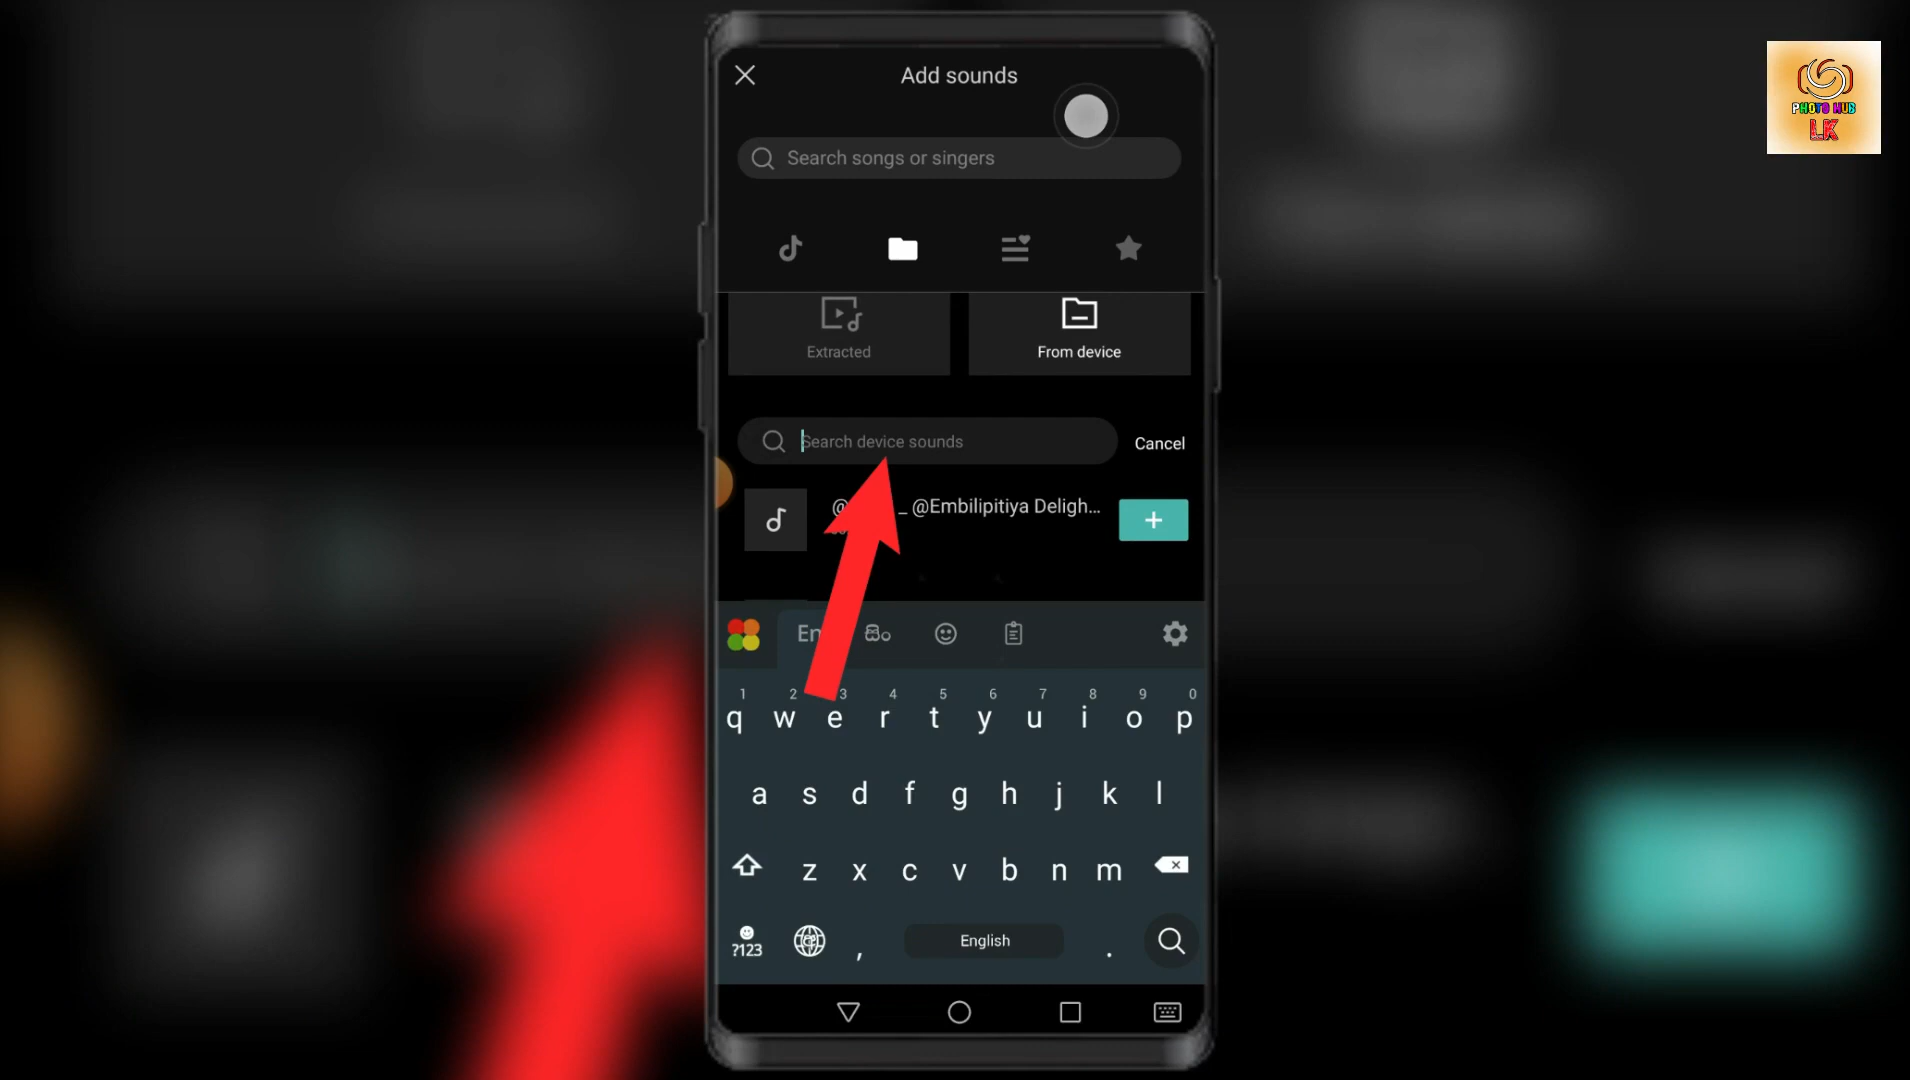 Add sounds
PHOTO HUB
LK
Search songs or singers
Extracted
From device
Search device sounds
Cancel
_ @Embilipitiya Deligh...
+
En
සිං
1 2 3 4 5 6 7 8 9 0
q w e r t y u i o p
a s d f g h j k l
z x c v b n m
?123
,
English
.